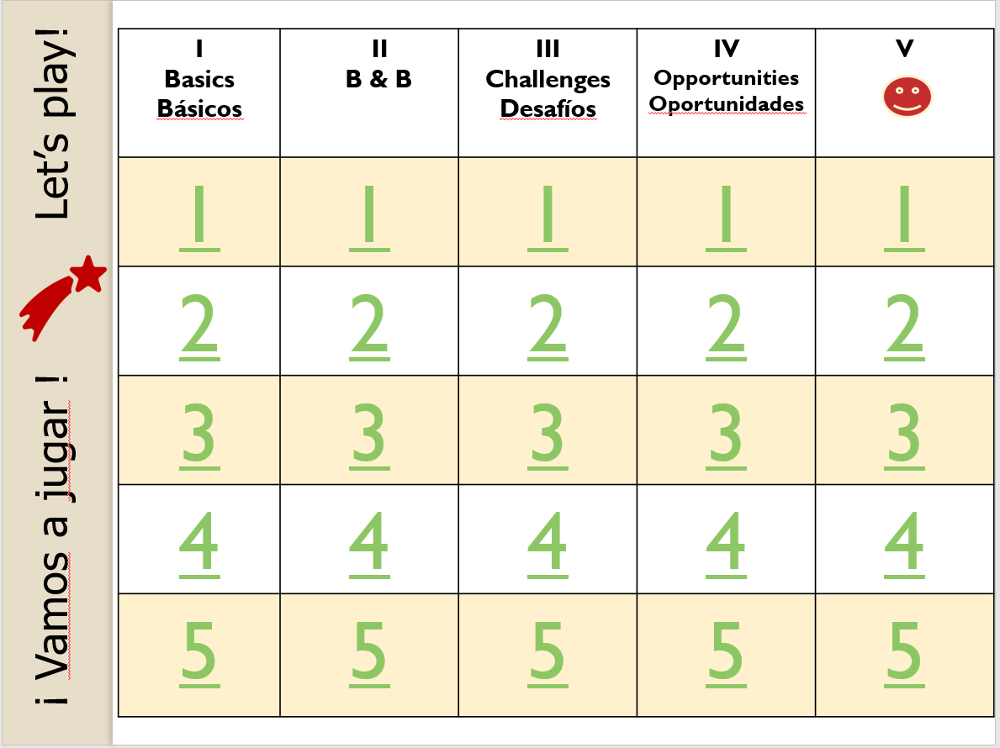 Let's play!
¡ Vamos a jugar !
I
Basics
Básicos
II
B & B
III
Challenges
Desafíos
IV
Opportunities
Oportunidades
V
1 1 1 1 1
2 2 2 2 2
3 3 3 3 3
4 4 4 4 4
5 5 5 5 5